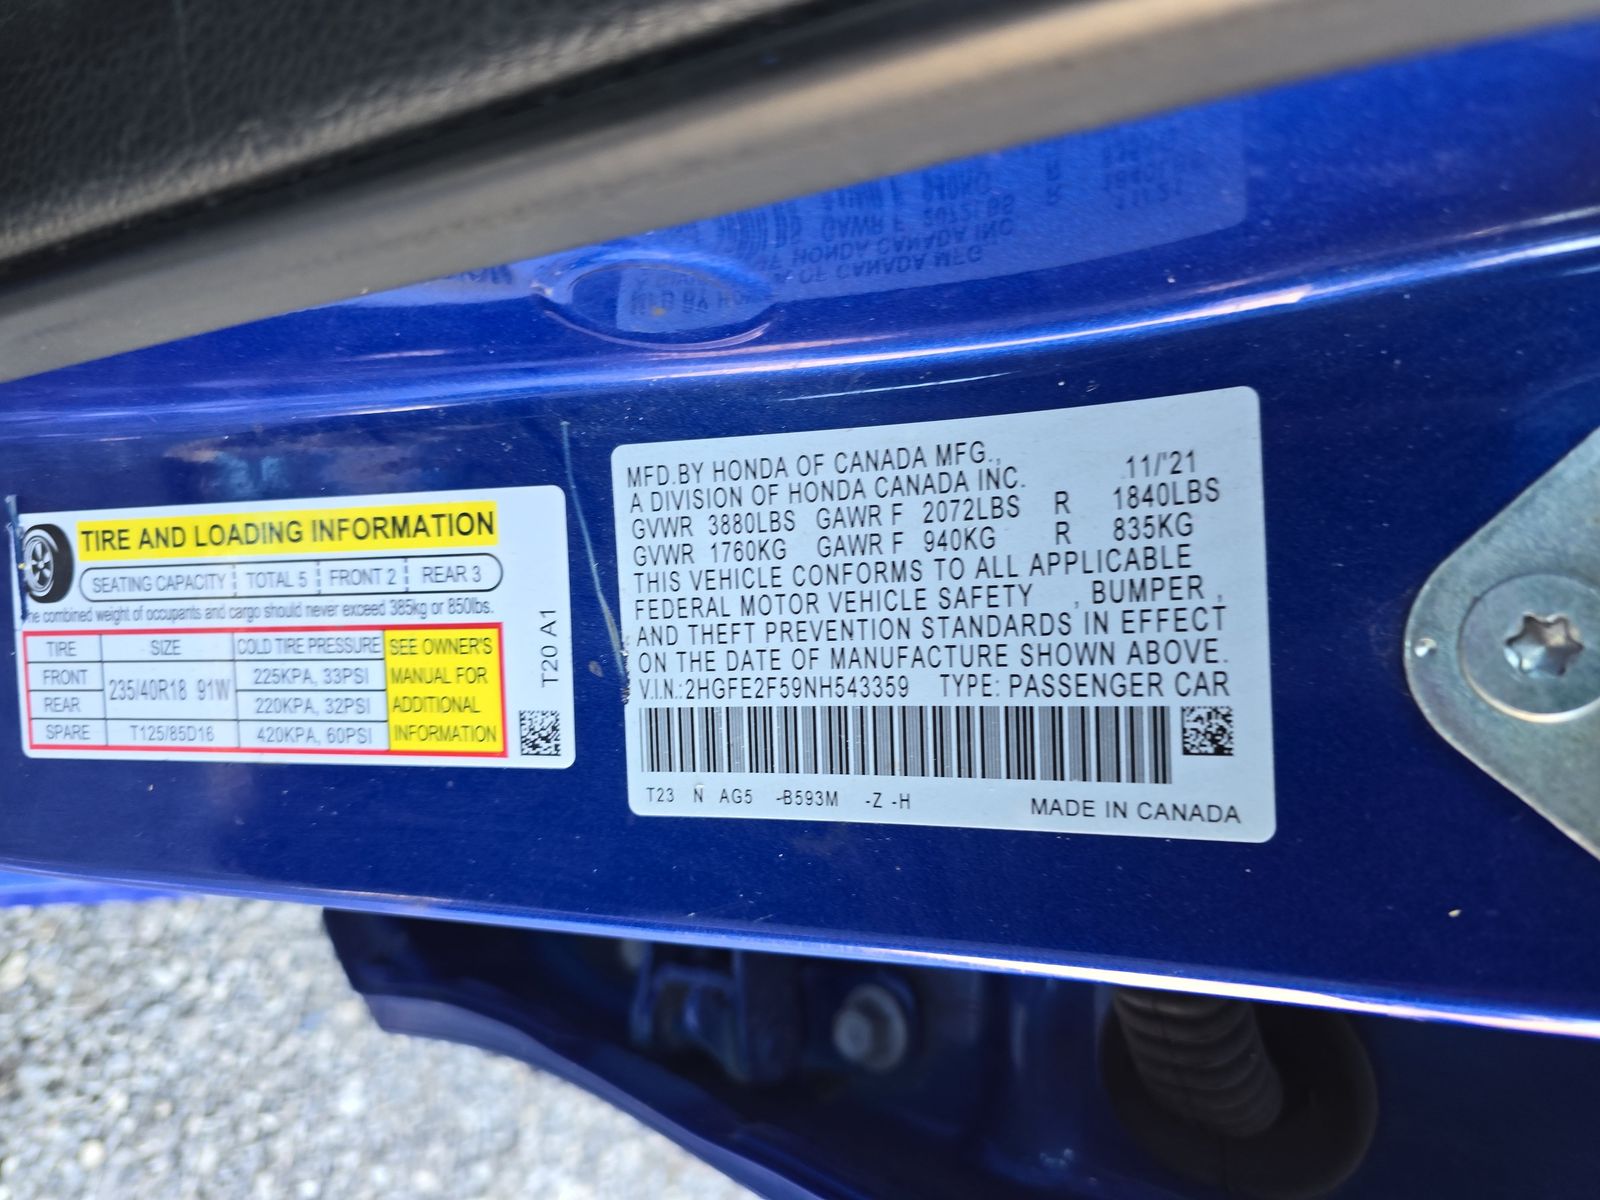 TIRE AND LOADING INFORMATION
SEATING CAPACITY TOTAL 5 FRONT 2 REAR 3
he combined weight of occupants and cargo should never exceed 385kg or 850lbs.
TIRE SIZE COLD TIRE PRESSURE SEE OWNER'S
FRONT 235/40R18 91W 225KPA, 33PSI MANUAL FOR
REAR 220KPA, 32PSI ADDITIONAL
SPARE T125/85D16 420KPA, 60PSI INFORMATION
T20 A1
MFD.BY HONDA OF CANADA MFG., 11/'21
A DIVISION OF HONDA CANADA INC.
GVWR 3880LBS GAWR F 2072LBS R 1840LBS
GVWR 1760KG GAWR F 940KG R 835KG
THIS VEHICLE CONFORMS TO ALL APPLICABLE
FEDERAL MOTOR VEHICLE SAFETY , BUMPER ,
AND THEFT PREVENTION STANDARDS IN EFFECT
ON THE DATE OF MANUFACTURE SHOWN ABOVE.
V.I.N.:2HGFE2F59NH543359 TYPE: PASSENGER CAR
T23 N AG5 -B593M -Z -H MADE IN CANADA